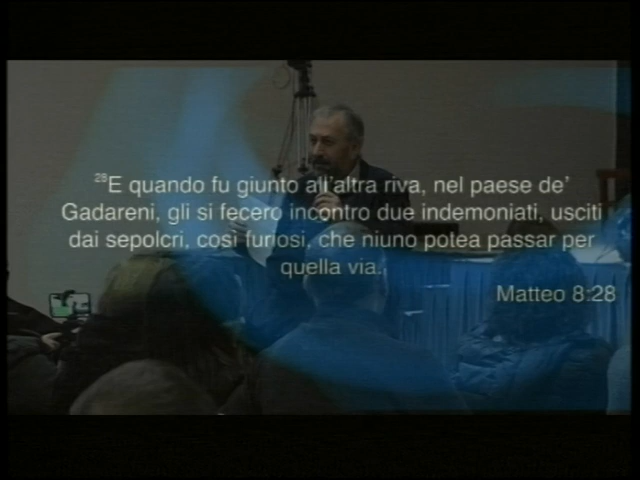 ²⁸E quando fu giunto all'altra riva, nel paese de'
Gadareni, gli si fecero incontro due indemoniati, usciti
dai sepolcri, così furiosi, che niuno potea passar per
quella via.
Matteo 8:28